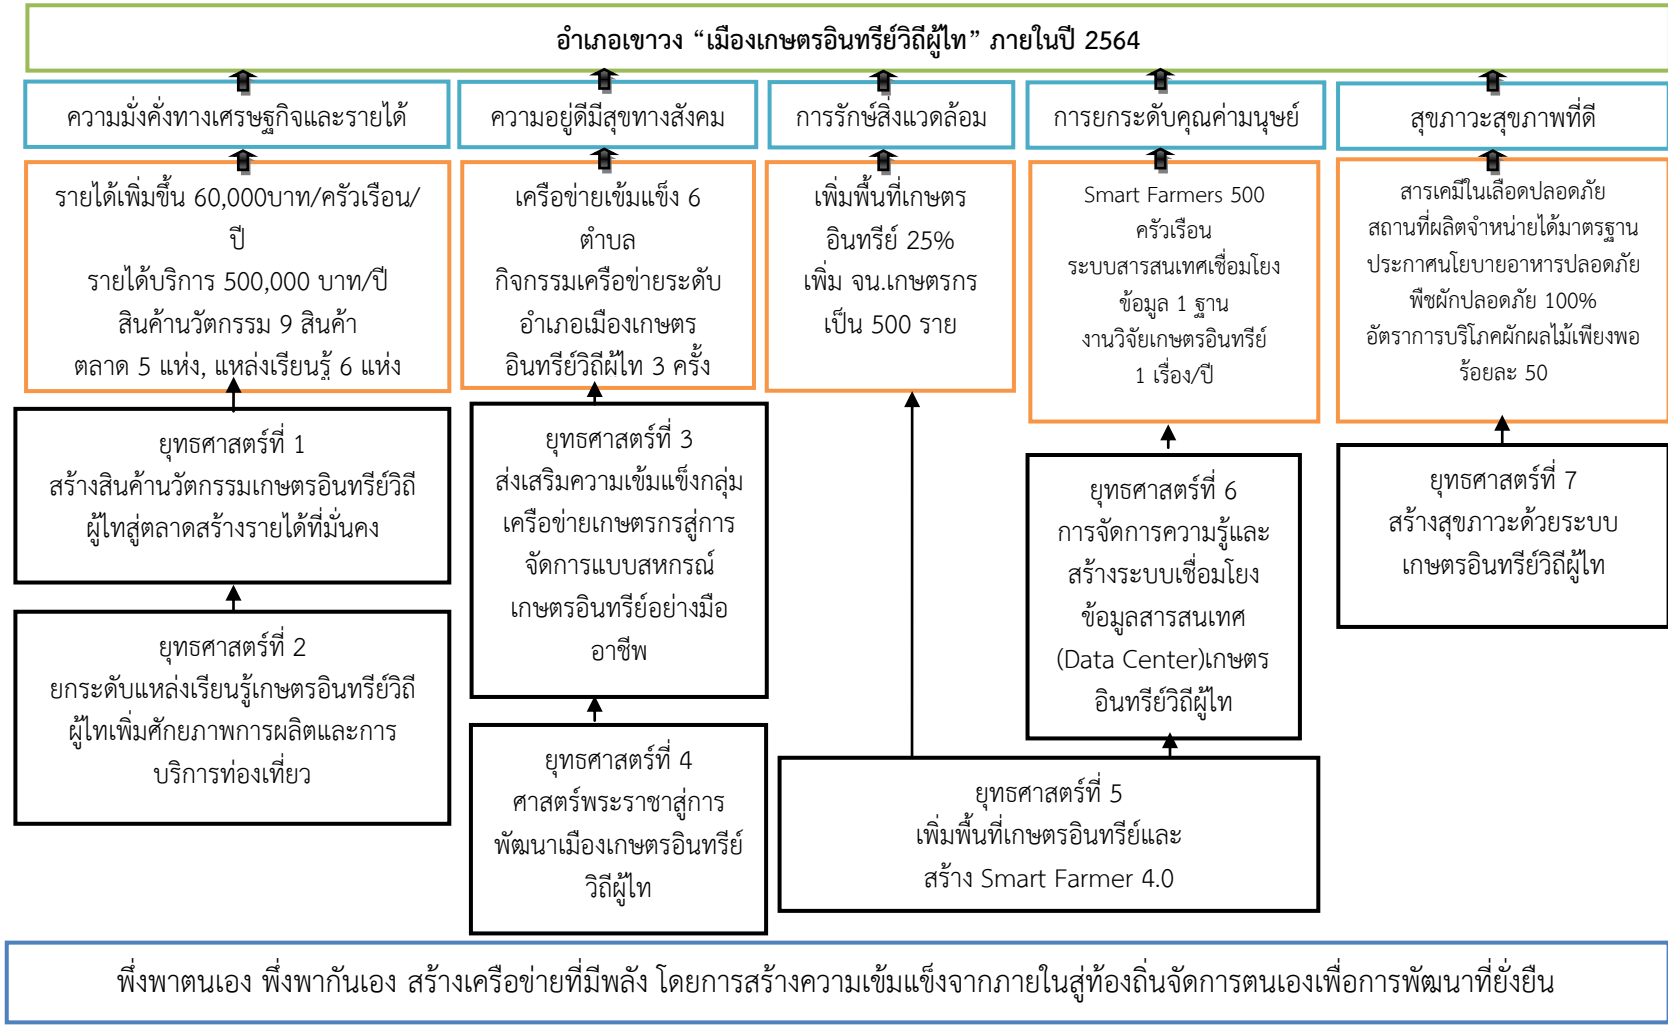 อำเภอเขาวง “เมืองเกษตรอินทรีย์วิถีผู้ไท” ภายในปี 2564
ความมั่งคั่งทางเศรษฐกิจและรายได้
ความอยู่ดีมีสุขทางสังคม
การรักษ์สิ่งแวดล้อม
การยกระดับคุณค่ามนุษย์
สุขภาวะสุขภาพที่ดี
รายได้เพิ่มขึ้น 60,000บาท/ครัวเรือน/
ปี
รายได้บริการ 500,000 บาท/ปี
สินค้านวัตกรรม 9 สินค้า
ตลาด 5 แห่ง, แหล่งเรียนรู้ 6 แห่ง
เครือข่ายเข้มแข็ง 6
ตำบล
กิจกรรมเครือข่ายระดับ
อำเภอเมืองเกษตร
อินทรีย์วิถีผู้ไท 3 ครั้ง
เพิ่มพื้นที่เกษตร
อินทรีย์ 25%
เพิ่ม จน.เกษตรกร
เป็น 500 ราย
Smart Farmers 500
ครัวเรือน
ระบบสารสนเทศเชื่อมโยง
ข้อมูล 1 ฐาน
งานวิจัยเกษตรอินทรีย์
1 เรื่อง/ปี
สารเคมีในเลือดปลอดภัย
สถานที่ผลิตจำหน่ายได้มาตรฐาน
ประกาศนโยบายอาหารปลอดภัย
พืชผักปลอดภัย 100%
อัตราการบริโภคผักผลไม้เพียงพอ
ร้อยละ 50
ยุทธศาสตร์ที่ 1
สร้างสินค้านวัตกรรมเกษตรอินทรีย์วิถี
ผู้ไทสู่ตลาดสร้างรายได้ที่มั่นคง
ยุทธศาสตร์ที่ 2
ยกระดับแหล่งเรียนรู้เกษตรอินทรีย์วิถี
ผู้ไทเพิ่มศักยภาพการผลิตและการ
บริการท่องเที่ยว
ยุทธศาสตร์ที่ 3
ส่งเสริมความเข้มแข็งกลุ่ม
เครือข่ายเกษตรกรสู่การ
จัดการแบบสหกรณ์
เกษตรอินทรีย์อย่างมือ
อาชีพ
ยุทธศาสตร์ที่ 4
ศาสตร์พระราชาสู่การ
พัฒนาเมืองเกษตรอินทรีย์
วิถีผู้ไท
ยุทธศาสตร์ที่ 6
การจัดการความรู้และ
สร้างระบบเชื่อมโยง
ข้อมูลสารสนเทศ
(Data Center)เกษตร
อินทรีย์วิถีผู้ไท
ยุทธศาสตร์ที่ 5
เพิ่มพื้นที่เกษตรอินทรีย์และ
สร้าง Smart Farmer 4.0
ยุทธศาสตร์ที่ 7
สร้างสุขภาวะด้วยระบบ
เกษตรอินทรีย์วิถีผู้ไท
พึ่งพาตนเอง พึ่งพากันเอง สร้างเครือข่ายที่มีพลัง โดยการสร้างความเข้มแข็งจากภายในสู่ท้องถิ่นจัดการตนเองเพื่อการพัฒนาที่ยั่งยืน